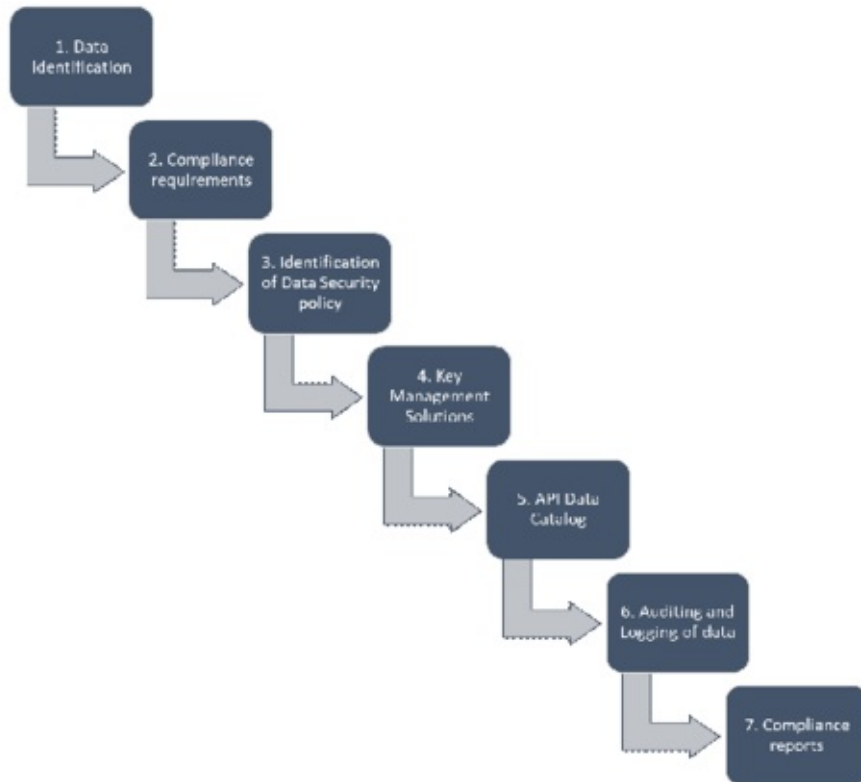 1. Data
Identification
2. Compliance
requirements
3. Identification
of Data Security
policy
4. Key
Management
Solutions
5. API Data
Catalog
6. Auditing and
Logging of data
7. Compliance
reports